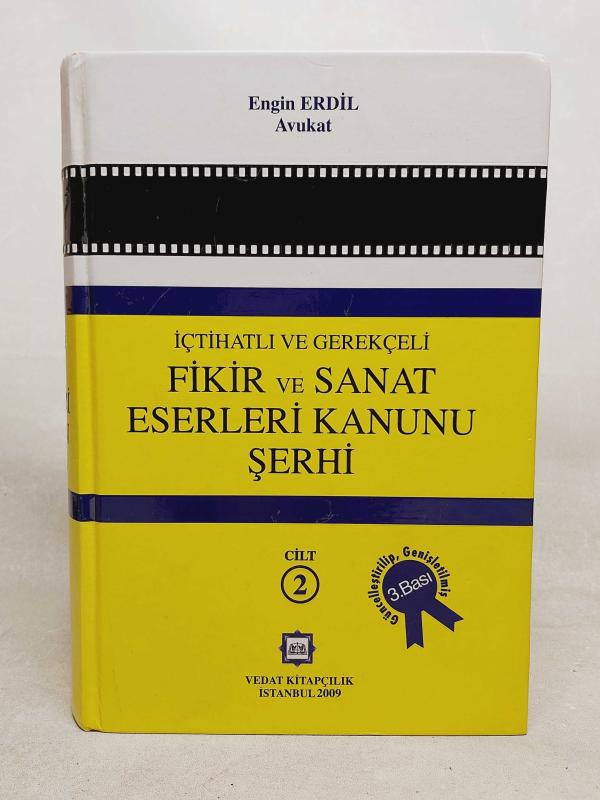 Engin ERDİL
Avukat
İÇTİHATLI VE GEREKÇELİ
FİKİR VE SANAT
ESERLERİ KANUNU
ŞERHİ
CİLT
2
Güncelleştirilip, Genişletilmiş
3.Bası
VEDAT KİTAPÇILIK
İSTANBUL 2009